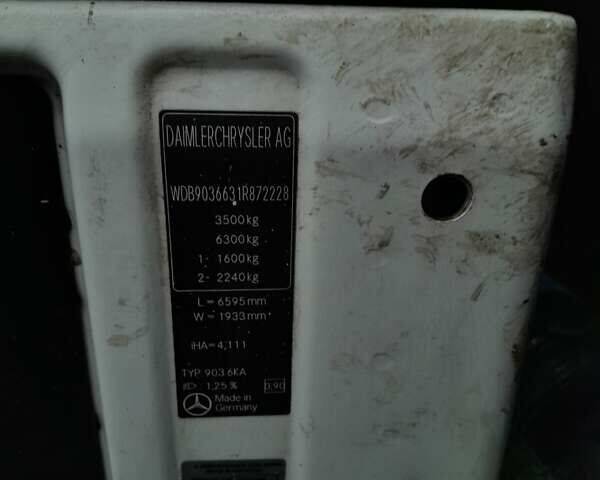 DAIMLERCHRYSLER AG
WDB9036631R872228
3500kg
6300kg
1- 1600kg
2- 2240kg
L = 6595mm
W = 1933mm
iHA=4,111
TYP 903.6KA
1,25% 0,90
Made in
Germany